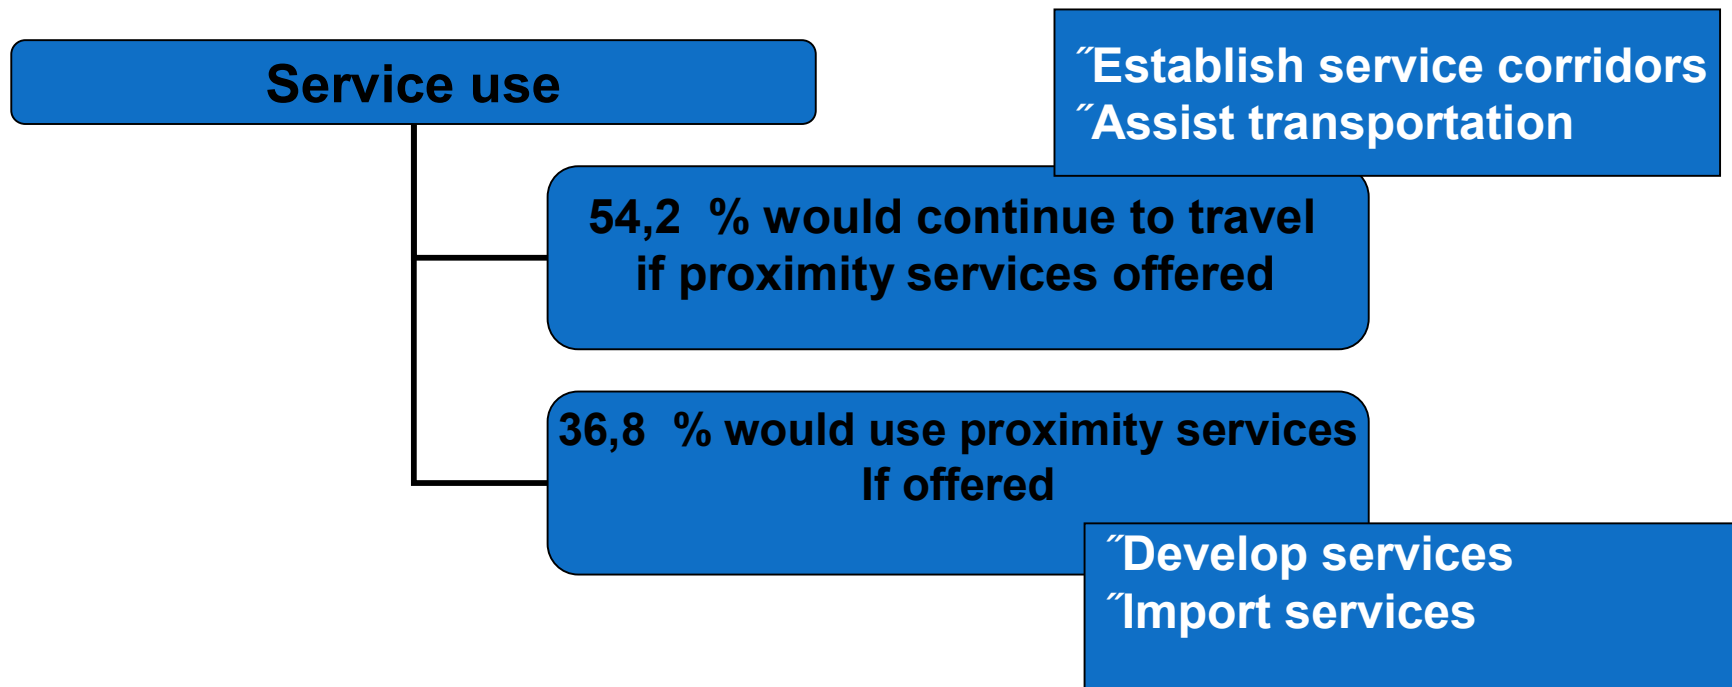 Service use
˝Establish service corridors
˝Assist transportation
54,2 % would continue to travel
if proximity services offered
36,8 % would use proximity services
If offered
˝Develop services
˝Import services